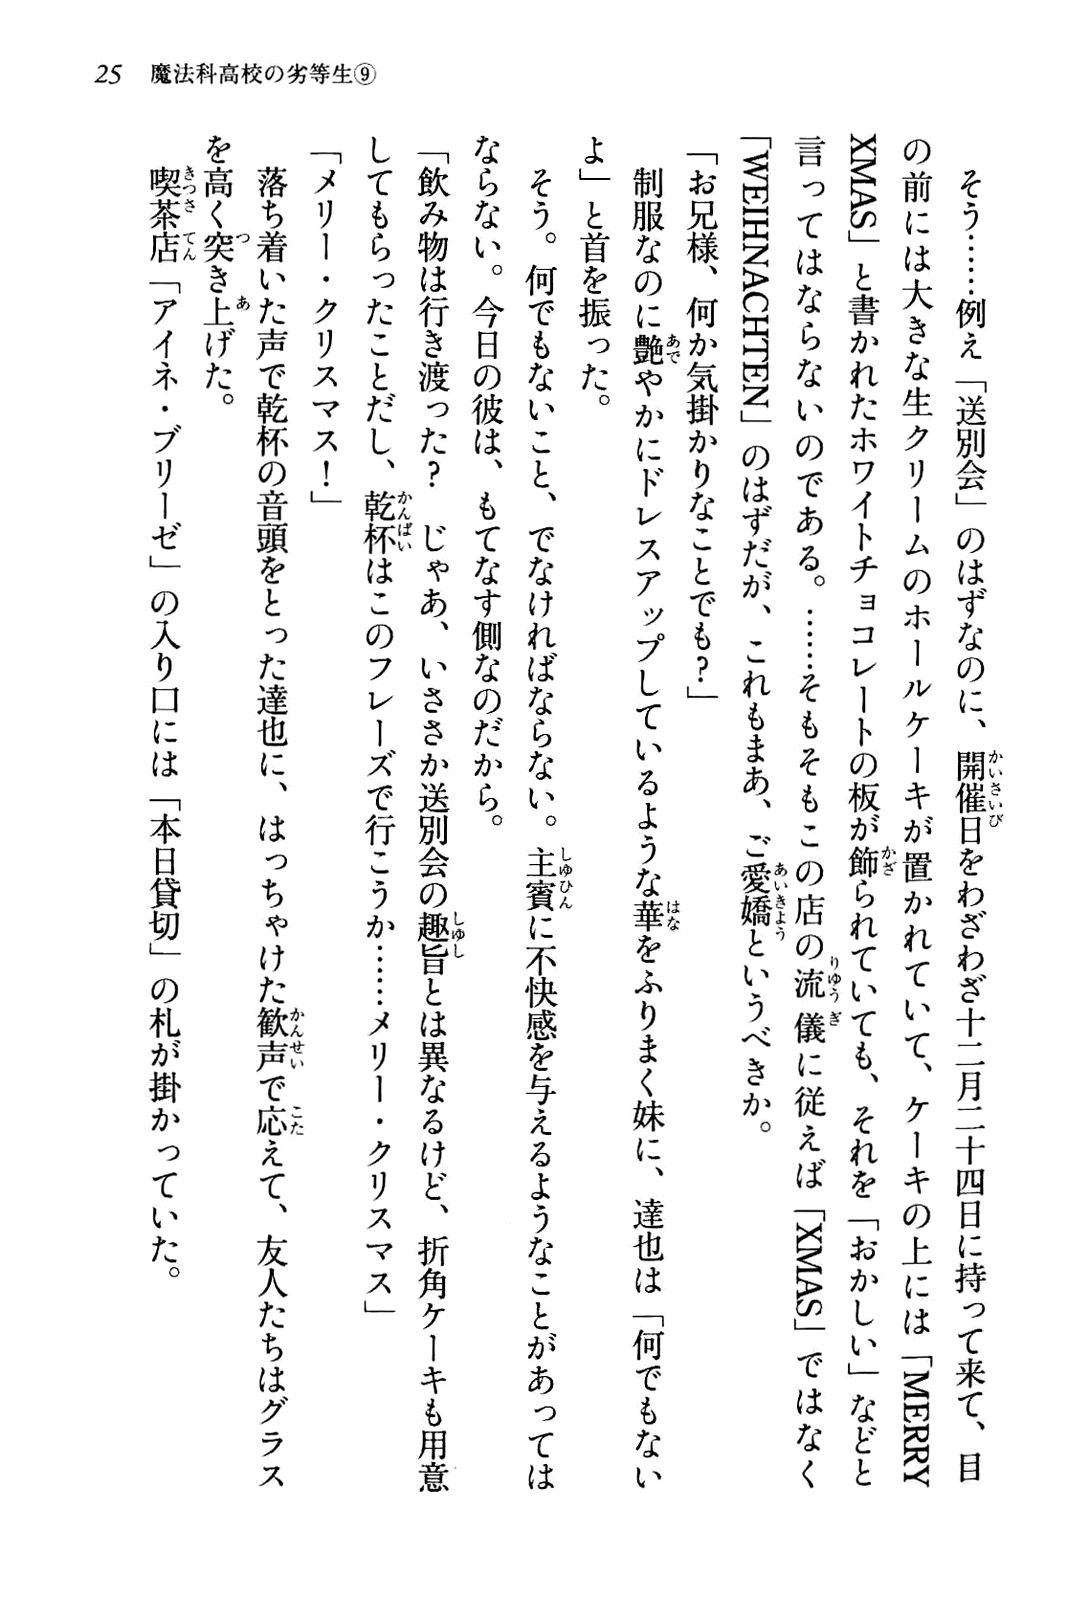 25　魔法科高校の劣等生⑨
　そう……例え「送別会」のはずなのに、開催日をわざわざ十二月二十四日に持って来て、目
の前には大きな生クリームのホールケーキが置かれていて、ケーキの上には「MERRY
XMAS」と書かれたホワイトチョコレートの板が飾られていても、それを「おかしい」などと
言ってはならないのである。……そもそもこの店の流儀に従えば「XMAS」ではなく
「WEIHNACHTEN」のはずだが、これもまあ、ご愛嬌というべきか。
「お兄様、何か気掛かりなことでも？」
　制服なのに艶やかにドレスアップしているような華をふりまく妹に、達也は「何でもない
よ」と首を振った。
　そう。何でもないこと、でなければならない。主賓に不快感を与えるようなことがあっては
ならない。今日の彼は、もてなす側なのだから。
「飲み物は行き渡った？　じゃあ、いささか送別会の趣旨とは異なるけど、折角ケーキも用意
してもらったことだし、乾杯はこのフレーズで行こうか……メリー・クリスマス」
「メリー・クリスマス！」
　落ち着いた声で乾杯の音頭をとった達也に、はっちゃけた歓声で応えて、友人たちはグラス
を高く突き上げた。
　喫茶店「アイネ・ブリーゼ」の入り口には「本日貸切」の札が掛かっていた。